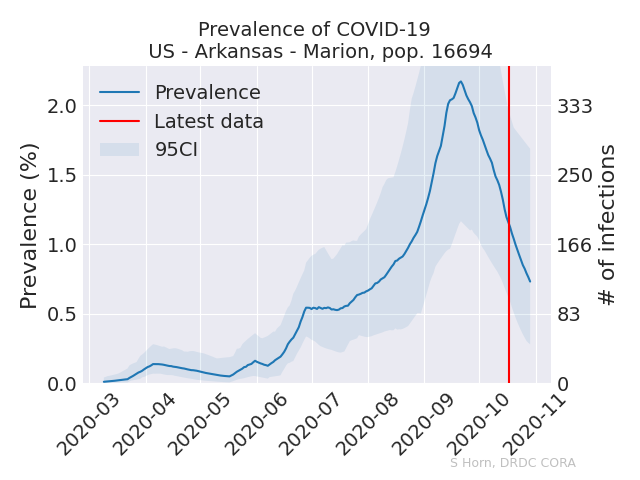 Prevalence of COVID-19
US - Arkansas - Marion, pop. 16694
Prevalence
Latest data
95CI
Prevalence (%)
2.0
1.5
1.0
0.5
0.0
333
250
166
83
0
# of infections
2020-03
2020-04
2020-05
2020-06
2020-07
2020-08
2020-09
2020-10
2020-11
S Horn, DRDC CORA